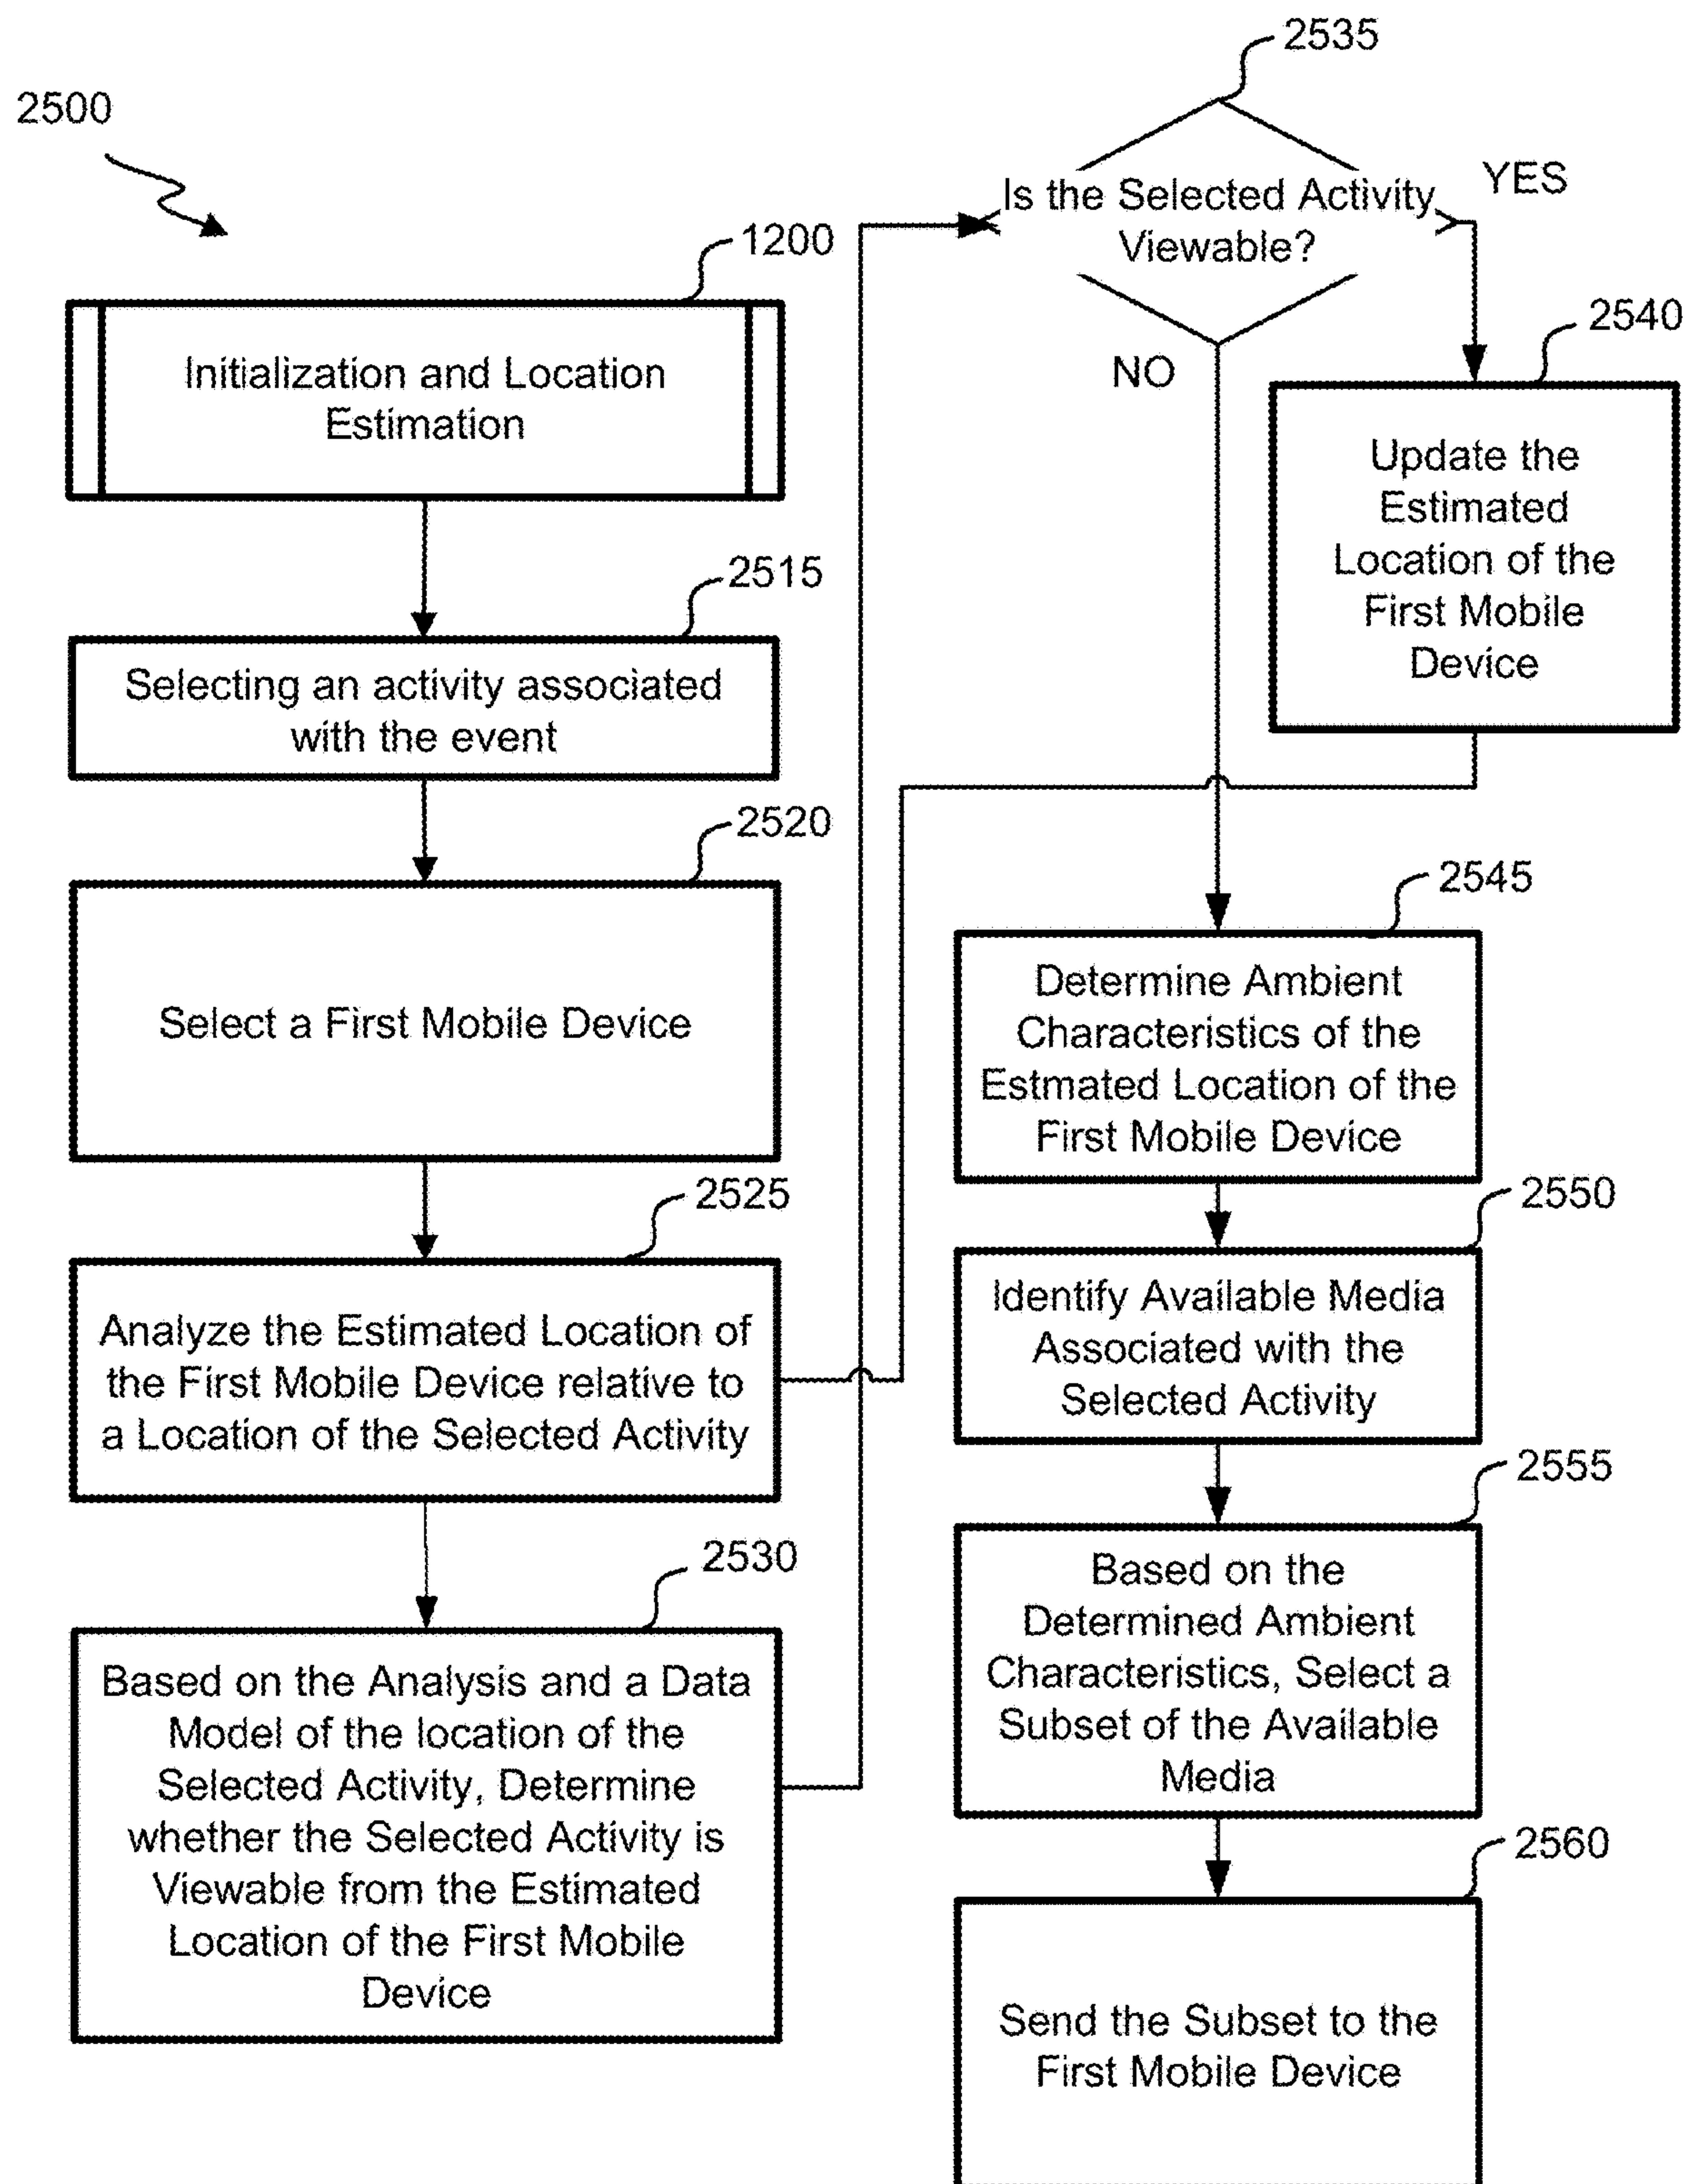 2500
1200
Initialization and Location
Estimation
2515
Selecting an activity associated
with the event
2520
Select a First Mobile Device
2525
Analyze the Estimated Location of
the First Mobile Device relative to
a Location of the Selected Activity
2530
Based on the Analysis and a Data
Model of the location of the
Selected Activity, Determine
whether the Selected Activity is
Viewable from the Estimated
Location of the First Mobile
Device
2535
Is the Selected Activity
Viewable?
YES
NO
2540
Update the
Estimated
Location of the
First Mobile
Device
2545
Determine Ambient
Characteristics of the
Estmated Location of the
First Mobile Device
2550
Identify Available Media
Associated with the
Selected Activity
2555
Based on the
Determined Ambient
Characteristics, Select a
Subset of the Available
Media
2560
Send the Subset to the
First Mobile Device